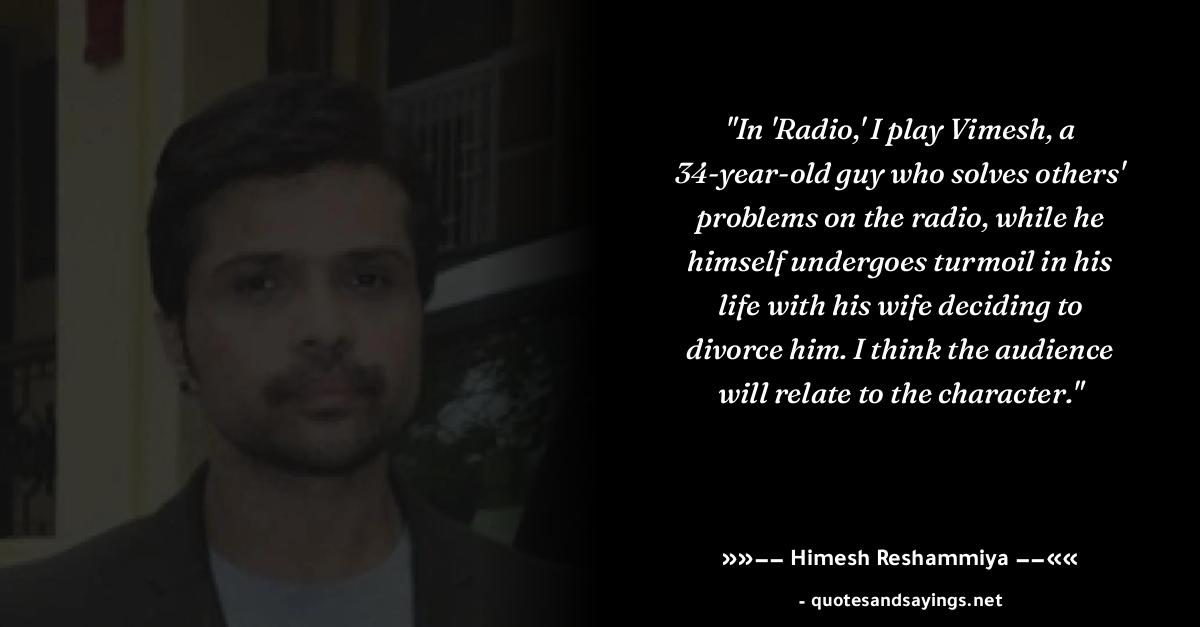 "In 'Radio,' I play Vimesh, a
34-year-old guy who solves others'
problems on the radio, while he
himself undergoes turmoil in his
life with his wife deciding to
divorce him. I think the audience
will relate to the character."
»»–– Himesh Reshammiya ––««
- quotesandsayings.net